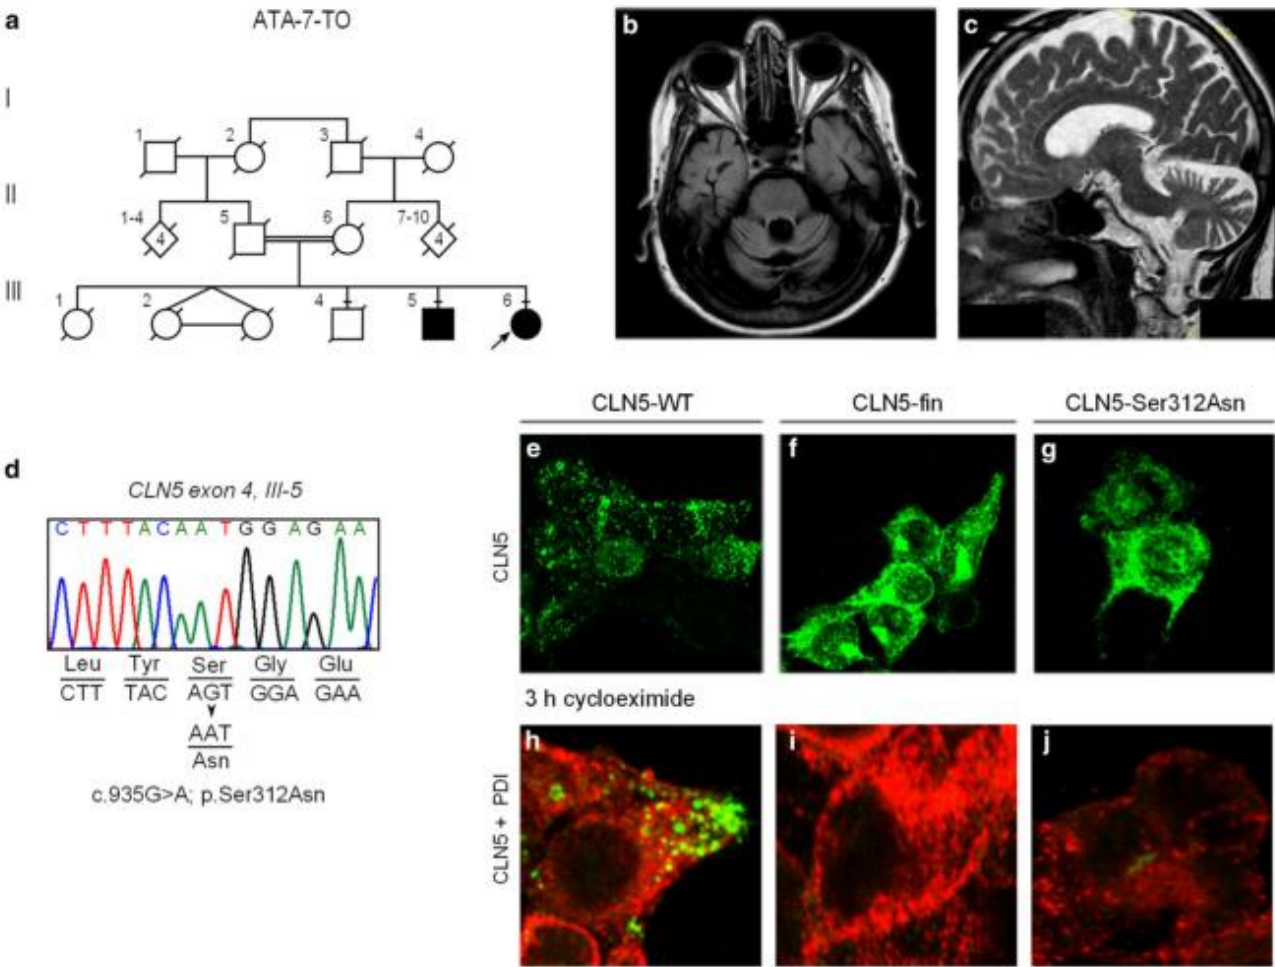 a
ATA-7-TO
b
c
I
1
2
3
4
II
1-4
4
5
6
7-10
4
III
1
2
4
5
6
CLN5-WT
CLN5-fin
CLN5-Ser312Asn
d
CLN5 exon 4, III-5
C T T T A C A A T G G A G A A
Leu Tyr Ser Gly Glu
CTT TAC AGT GGA GAA
AAT
Asn
c.935G>A; p.Ser312Asn
CLN5
e
f
g
3 h cycloeximide
CLN5 + PDI
h
i
j